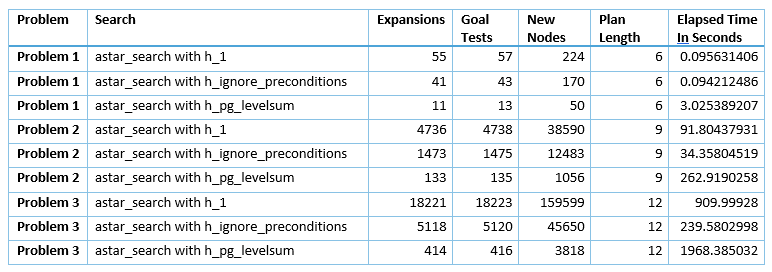 Problem Search Expansions Goal Tests New Nodes Plan Length Elapsed Time In Seconds
Problem 1 astar_search with h_1 55 57 224 6 0.095631406
Problem 1 astar_search with h_ignore_preconditions 41 43 170 6 0.094212486
Problem 1 astar_search with h_pg_levelsum 11 13 50 6 3.025389207
Problem 2 astar_search with h_1 4736 4738 38590 9 91.80437931
Problem 2 astar_search with h_ignore_preconditions 1473 1475 12483 9 34.35804519
Problem 2 astar_search with h_pg_levelsum 133 135 1056 9 262.9190258
Problem 3 astar_search with h_1 18221 18223 159599 12 909.99928
Problem 3 astar_search with h_ignore_preconditions 5118 5120 45650 12 239.5802998
Problem 3 astar_search with h_pg_levelsum 414 416 3818 12 1968.385032